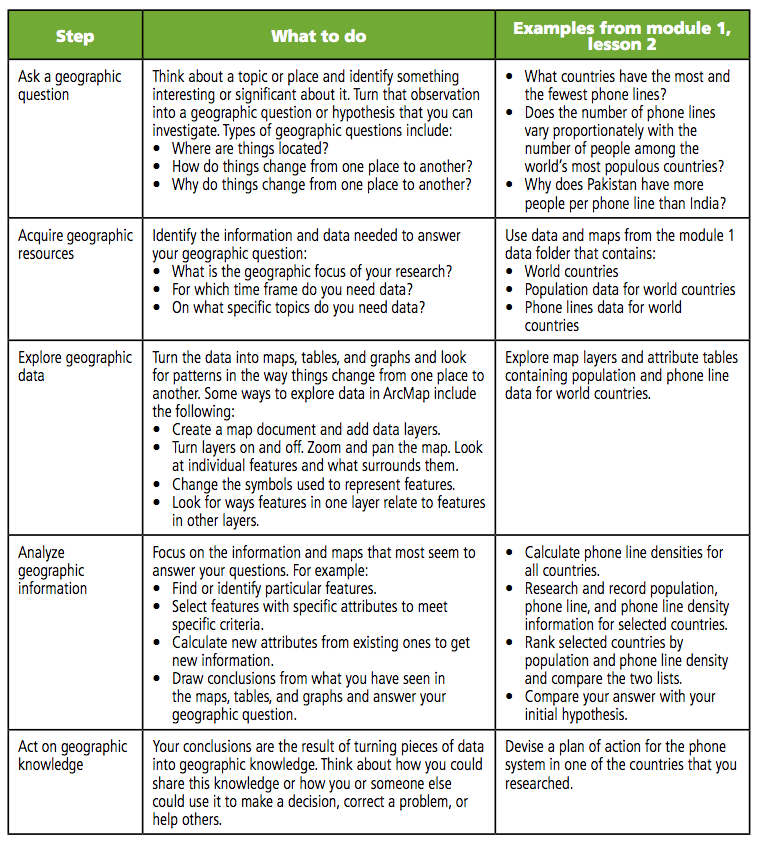 Step
What to do
Examples from module 1,
lesson 2
Ask a geographic
question
Think about a topic or place and identify something
interesting or significant about it. Turn that observation
into a geographic question or hypothesis that you can
investigate. Types of geographic questions include:
• Where are things located?
• How do things change from one place to another?
• Why do things change from one place to another?
• What countries have the most and
the fewest phone lines?
• Does the number of phone lines
vary proportionately with the
number of people among the
world's most populous countries?
• Why does Pakistan have more
people per phone line than India?
Acquire geographic
resources
Identify the information and data needed to answer
your geographic question:
• What is the geographic focus of your research?
• For which time frame do you need data?
• On what specific topics do you need data?
Use data and maps from the module 1
data folder that contains:
• World countries
• Population data for world countries
• Phone lines data for world
countries
Explore geographic
data
Turn the data into maps, tables, and graphs and look
for patterns in the way things change from one place to
another. Some ways to explore data in ArcMap include
the following:
• Create a map document and add data layers.
• Turn layers on and off. Zoom and pan the map. Look
at individual features and what surrounds them.
• Change the symbols used to represent features.
• Look for ways features in one layer relate to features
in other layers.
Explore map layers and attribute tables
containing population and phone line
data for world countries.
Analyze
geographic
information
Focus on the information and maps that most seem to
answer your questions. For example:
• Find or identify particular features.
• Select features with specific attributes to meet
specific criteria.
• Calculate new attributes from existing ones to get
new information.
• Draw conclusions from what you have seen in
the maps, tables, and graphs and answer your
geographic question.
• Calculate phone line densities for
all countries.
• Research and record population,
phone line, and phone line density
information for selected countries.
• Rank selected countries by
population and phone line density
and compare the two lists.
• Compare your answer with your
initial hypothesis.
Act on geographic
knowledge
Your conclusions are the result of turning pieces of data
into geographic knowledge. Think about how you could
share this knowledge or how you or someone else
could use it to make a decision, correct a problem, or
help others.
Devise a plan of action for the phone
system in one of the countries that you
researched.